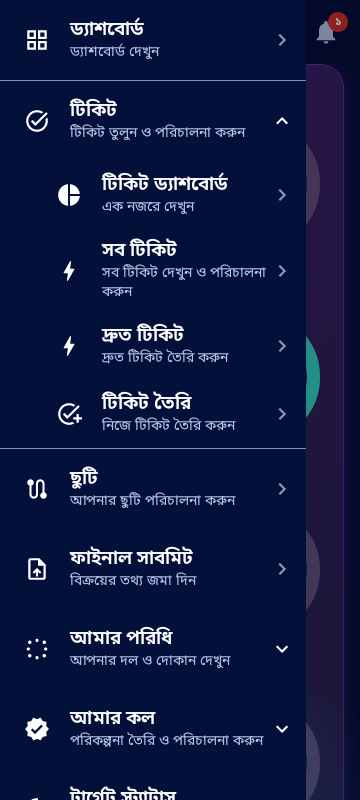 ড্যাশবোর্ড
ড্যাশবোর্ড দেখুন
১
টিকিট
টিকিট তুলুন ও পরিচালনা করুন
টিকিট ড্যাশবোর্ড
এক নজরে দেখুন
সব টিকিট
সব টিকিট দেখুন ও পরিচালনা
করুন
দ্রুত টিকিট
দ্রুত টিকিট তৈরি করুন
টিকিট তৈরি
নিজে টিকিট তৈরি করুন
ছুটি
আপনার ছুটি পরিচালনা করুন
ফাইনাল সাবমিট
বিক্রয়ের তথ্য জমা দিন
আমার পরিধি
আপনার দল ও দোকান দেখুন
আমার কল
পরিকল্পনা তৈরি ও পরিচালনা করুন
টার্গেট স্ট্যাটাস